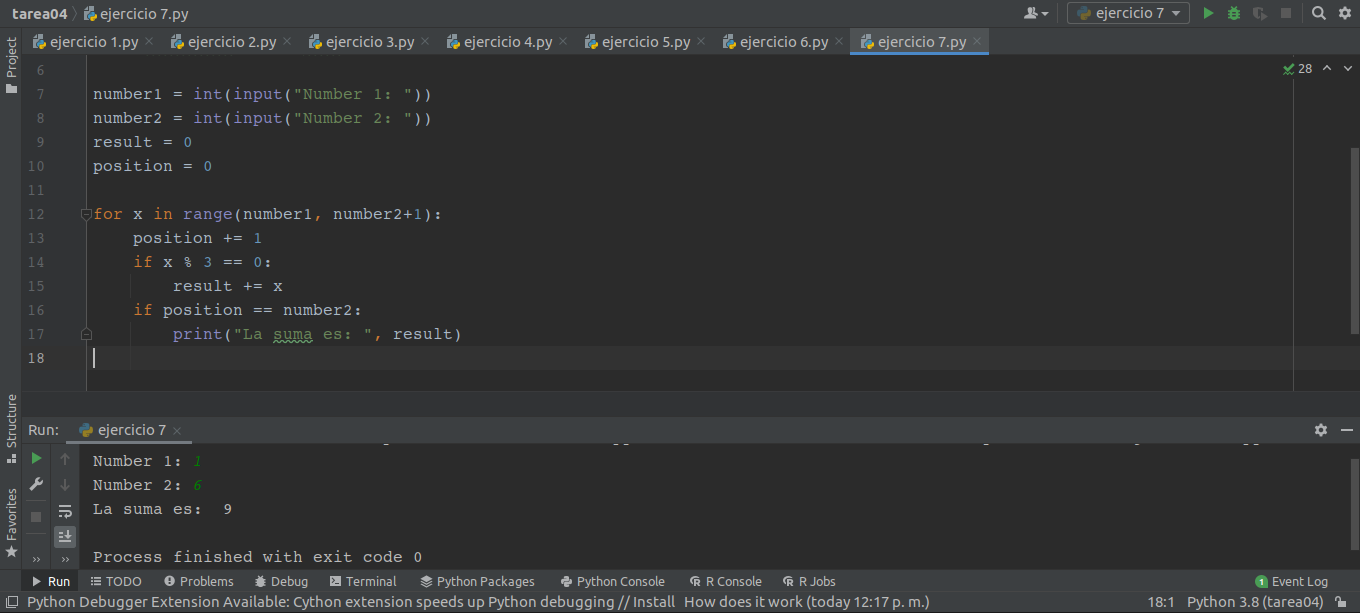 tarea04 ejercicio 7.py ejercicio 7
ejercicio 1.py ejercicio 2.py ejercicio 3.py ejercicio 4.py ejercicio 5.py ejercicio 6.py ejercicio 7.py
Project
28
6
7 number1 = int(input("Number 1: "))
8 number2 = int(input("Number 2: "))
9 result = 0
10 position = 0
11
12 for x in range(number1, number2+1):
13 position += 1
14 if x % 3 == 0:
15 result += x
16 if position == number2:
17 print("La suma es: ", result)
18
Structure
Favorites
Run: ejercicio 7
Number 1: 1
Number 2: 6
La suma es:  9
Process finished with exit code 0
Run TODO Problems Debug Terminal Python Packages Python Console R Console R Jobs 1 Event Log
Python Debugger Extension Available: Cython extension speeds up Python debugging // Install How does it work (today 12:17 p. m.) 18:1 Python 3.8 (tarea04)